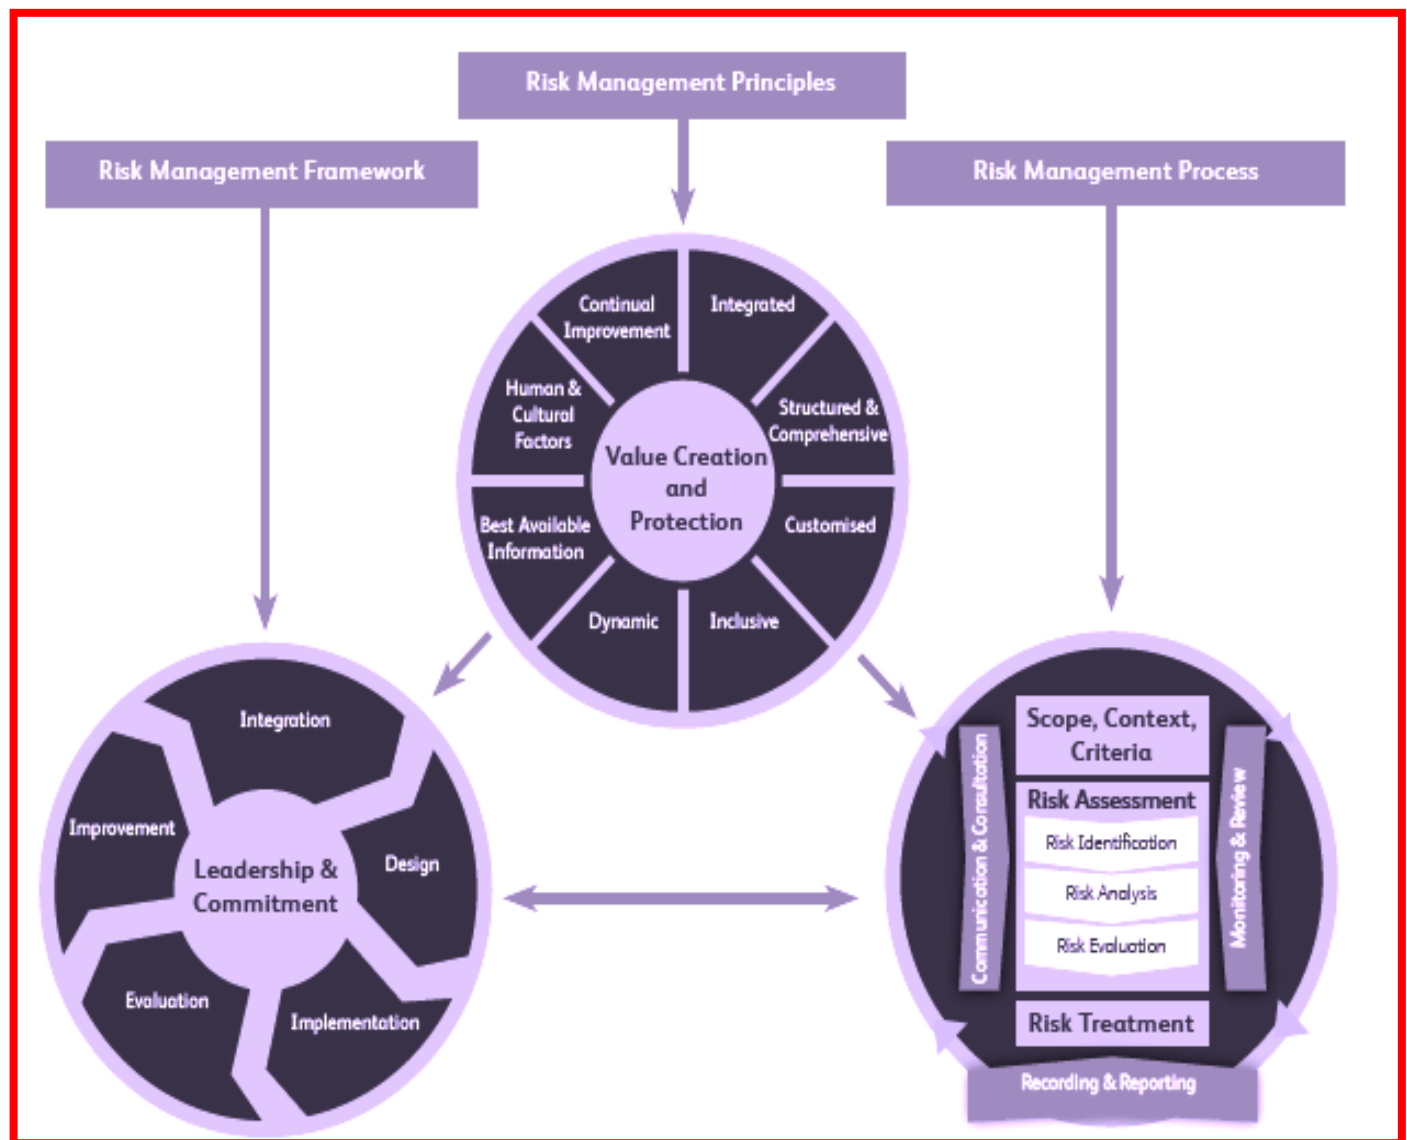 Risk Management Principles
Risk Management Framework
Risk Management Process
Continual
Improvement
Integrated
Human &
Cultural
Factors
Structured &
Comprehensive
Value Creation
and
Protection
Best Available
Information
Customised
Dynamic
Inclusive
Integration
Improvement
Design
Leadership &
Commitment
Evaluation
Implementation
Scope, Context,
Criteria
Communication & Consultation
Risk Assessment
Risk Identification
Risk Analysis
Risk Evaluation
Monitoring & Review
Risk Treatment
Recording & Reporting